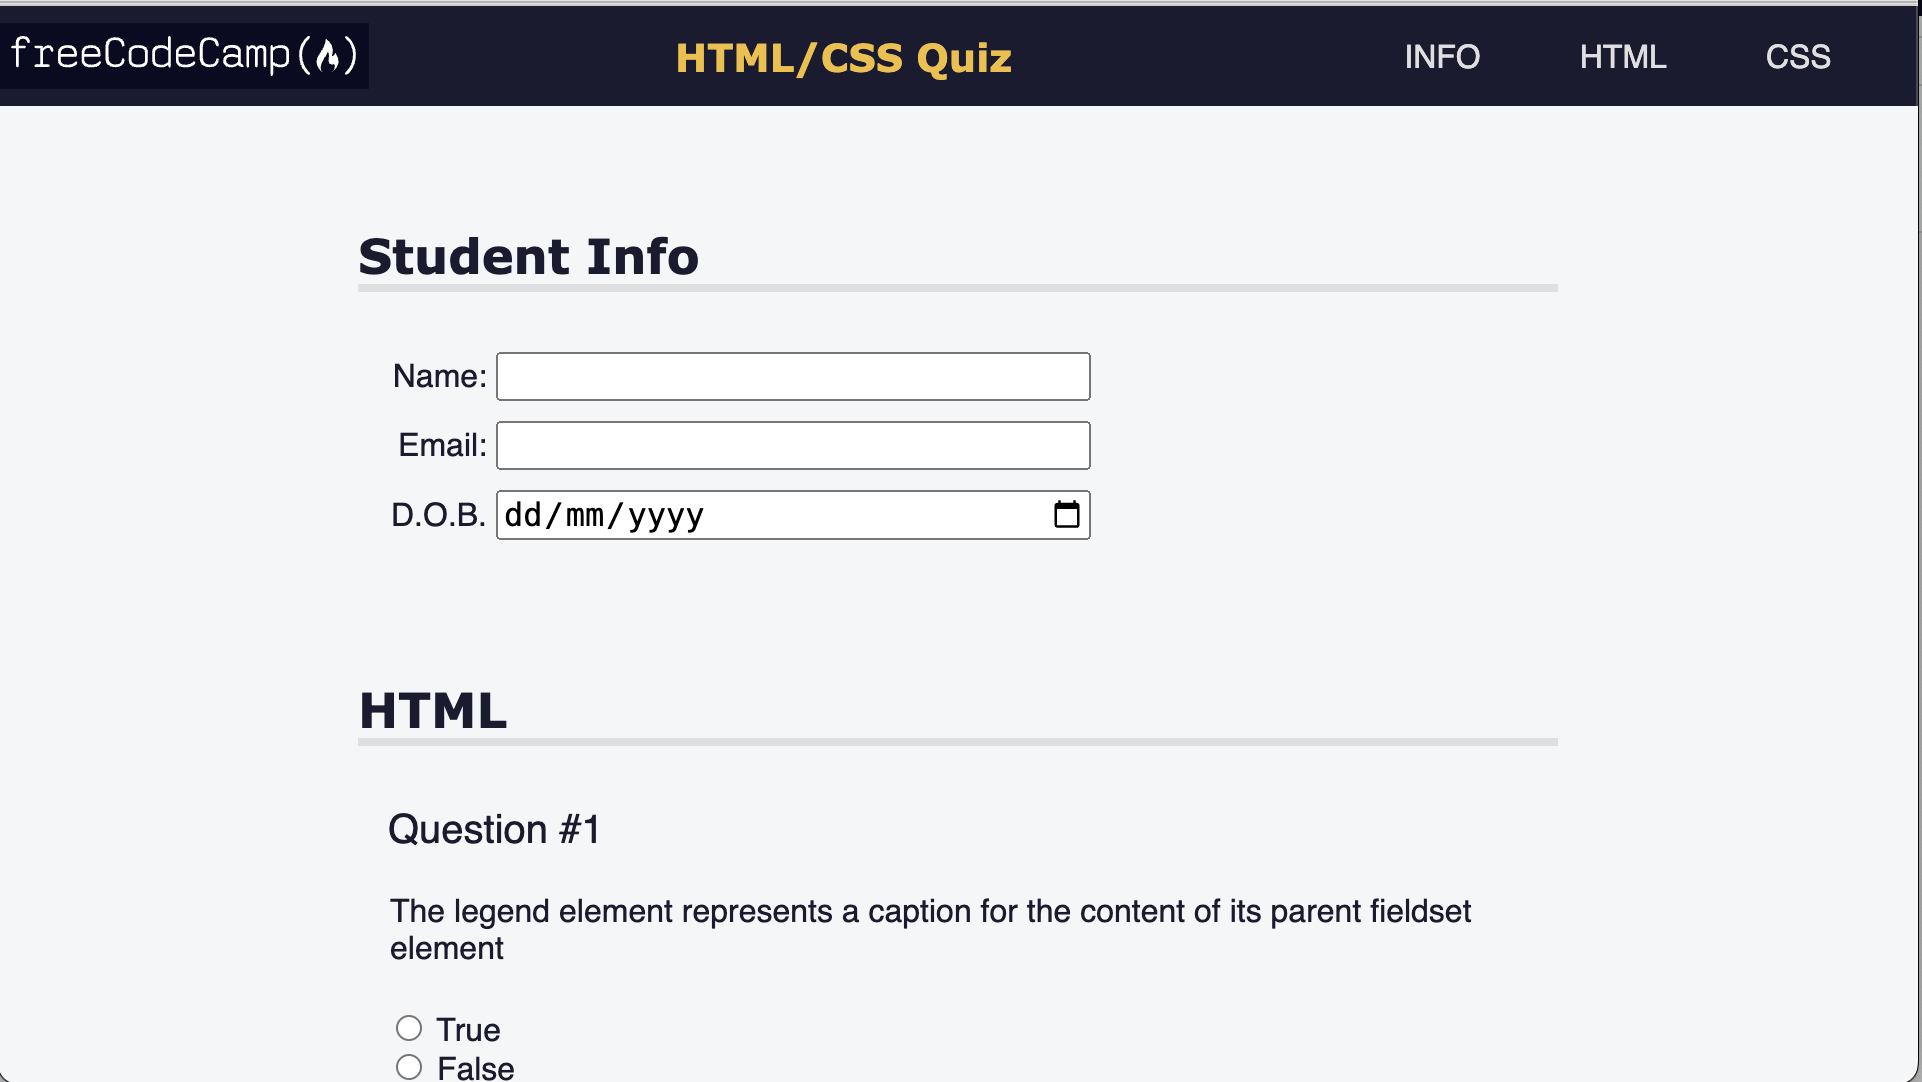 freeCodeCamp(🔥)
HTML/CSS Quiz
INFO
HTML
CSS
Student Info
Name:
Email:
D.O.B.
dd/mm/yyyy
HTML
Question #1
The legend element represents a caption for the content of its parent fieldset
element
True
False